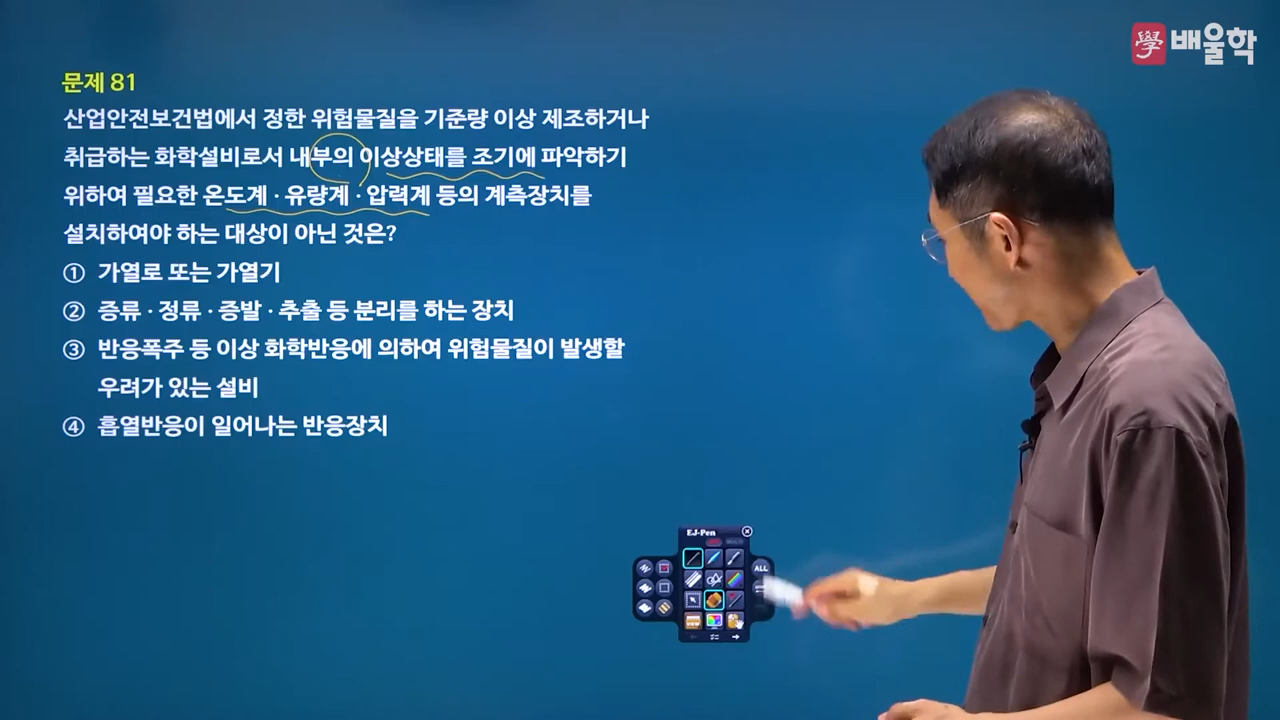 學 배울학
문제 81
산업안전보건법에서 정한 위험물질을 기준량 이상 제조하거나
취급하는 화학설비로서 내부의 이상상태를 조기에 파악하기
위하여 필요한 온도계 · 유량계 · 압력계 등의 계측장치를
설치하여야 하는 대상이 아닌 것은?
① 가열로 또는 가열기
② 증류 · 정류 · 증발 · 추출 등 분리를 하는 장치
③ 반응폭주 등 이상 화학반응에 의하여 위험물질이 발생할
우려가 있는 설비
④ 흡열반응이 일어나는 반응장치
EJ-Pen
ALL